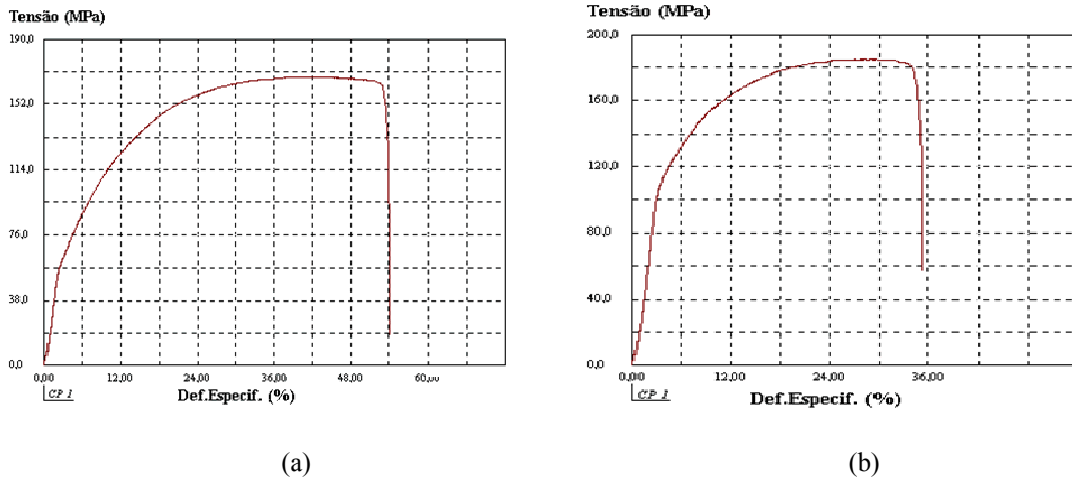 Tensão (MPa)
190,0
152,0
114,0
76,0
38,0
0,0
0,00 12,00 24,00 36,00 48,00 60,00
CP 1
Def.Especif. (%)
(a)
Tensão (MPa)
200,0
160,0
120,0
80,0
40,0
0,0
0,00 12,00 24,00 36,00
CP 1
Def.Especif. (%)
(b)